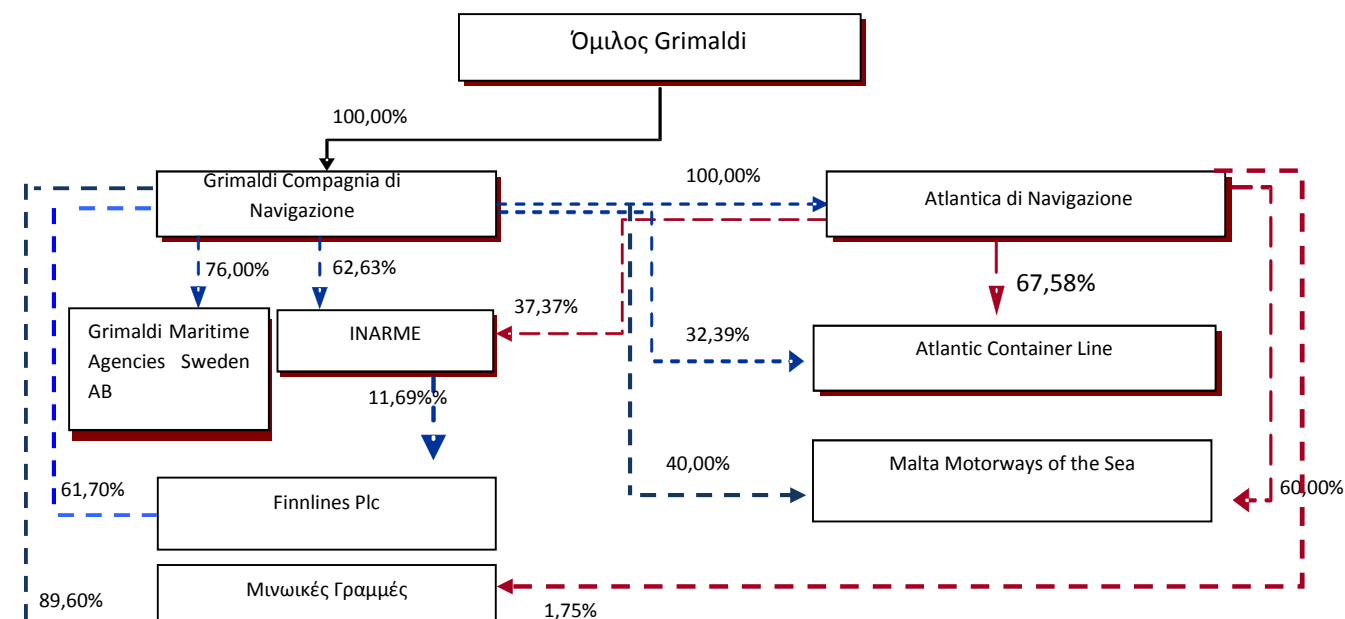 Όμιλος Grimaldi
100,00%
Grimaldi Compagnia di
Navigazione
100,00%
Atlantica di Navigazione
76,00%
62,63%
67,58%
37,37%
Grimaldi Maritime
Agencies Sweden
AB
INARME
32,39%
Atlantic Container Line
11,69%%
40,00%
Malta Motorways of the Sea
60,00%
61,70%
Finnlines Plc
Μινωικές Γραμμές
89,60%
1,75%